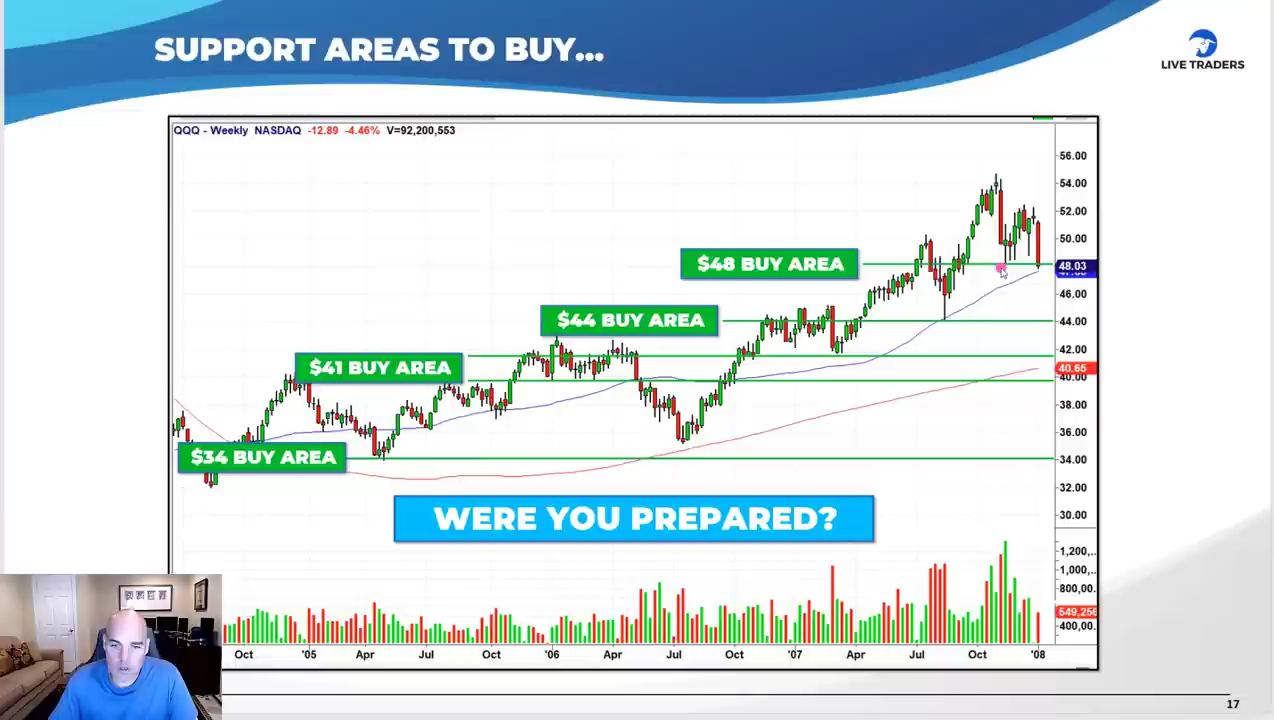 SUPPORT AREAS TO BUY...
LIVE TRADERS
QQQ - Weekly NASDAQ -12.89 -4.46% V=92,200,553
56.00
54.00
52.00
50.00
$48 BUY AREA
48.03
46.00
$44 BUY AREA
44.00
42.00
$41 BUY AREA
40.65
40.00
38.00
36.00
$34 BUY AREA
34.00
32.00
WERE YOU PREPARED?
30.00
1,200,..
1,000,..
800,00..
549,256
400,00..
Oct '05 Apr Jul Oct '06 Apr Jul Oct '07 Apr Jul Oct '08
17